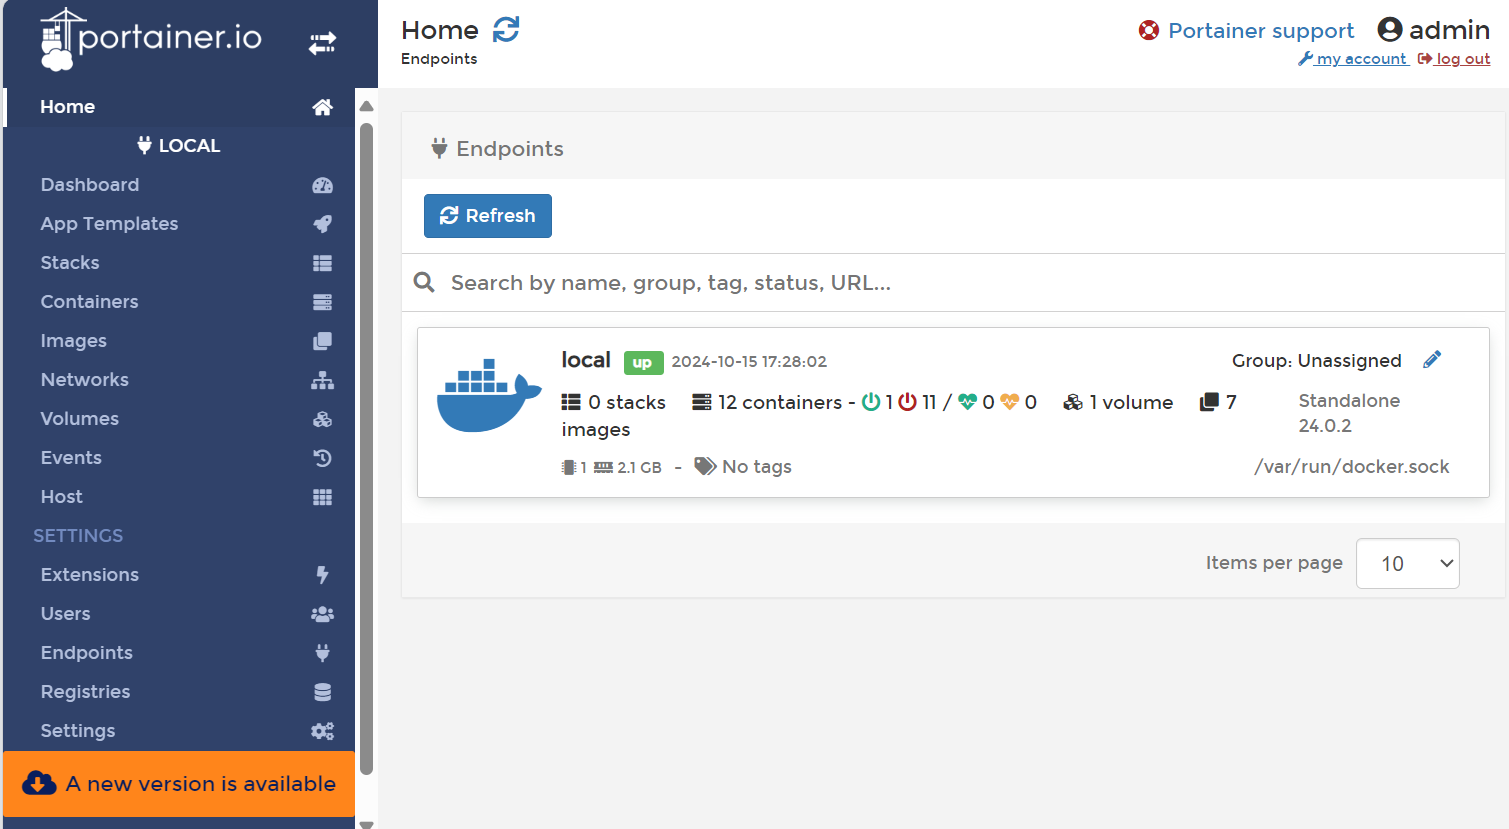 portainer.io
Home
LOCAL
Dashboard
App Templates
Stacks
Containers
Images
Networks
Volumes
Events
Host
SETTINGS
Extensions
Users
Endpoints
Registries
Settings
A new version is available
Home
Endpoints
Portainer support admin
my account log out
Endpoints
Refresh
Search by name, group, tag, status, URL...
local up 2024-10-15 17:28:02 Group: Unassigned
0 stacks 12 containers - 1 11 / 0 0 1 volume 7
images
Standalone
24.0.2
1 2.1 GB - No tags /var/run/docker.sock
Items per page 10